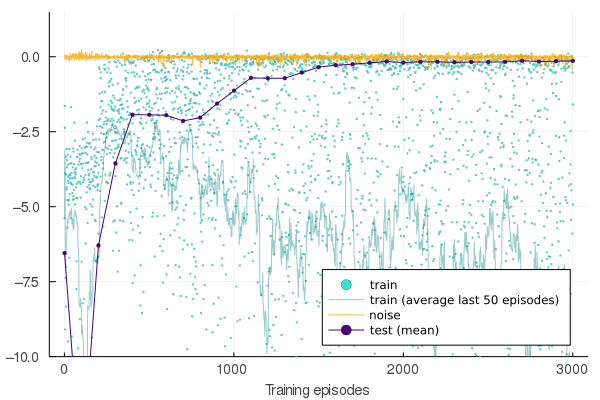 0.0
−2.5
−5.0
−7.5
−10.0
train
train (average last 50 episodes)
noise
test (mean)
0 1000 2000 3000
Training episodes